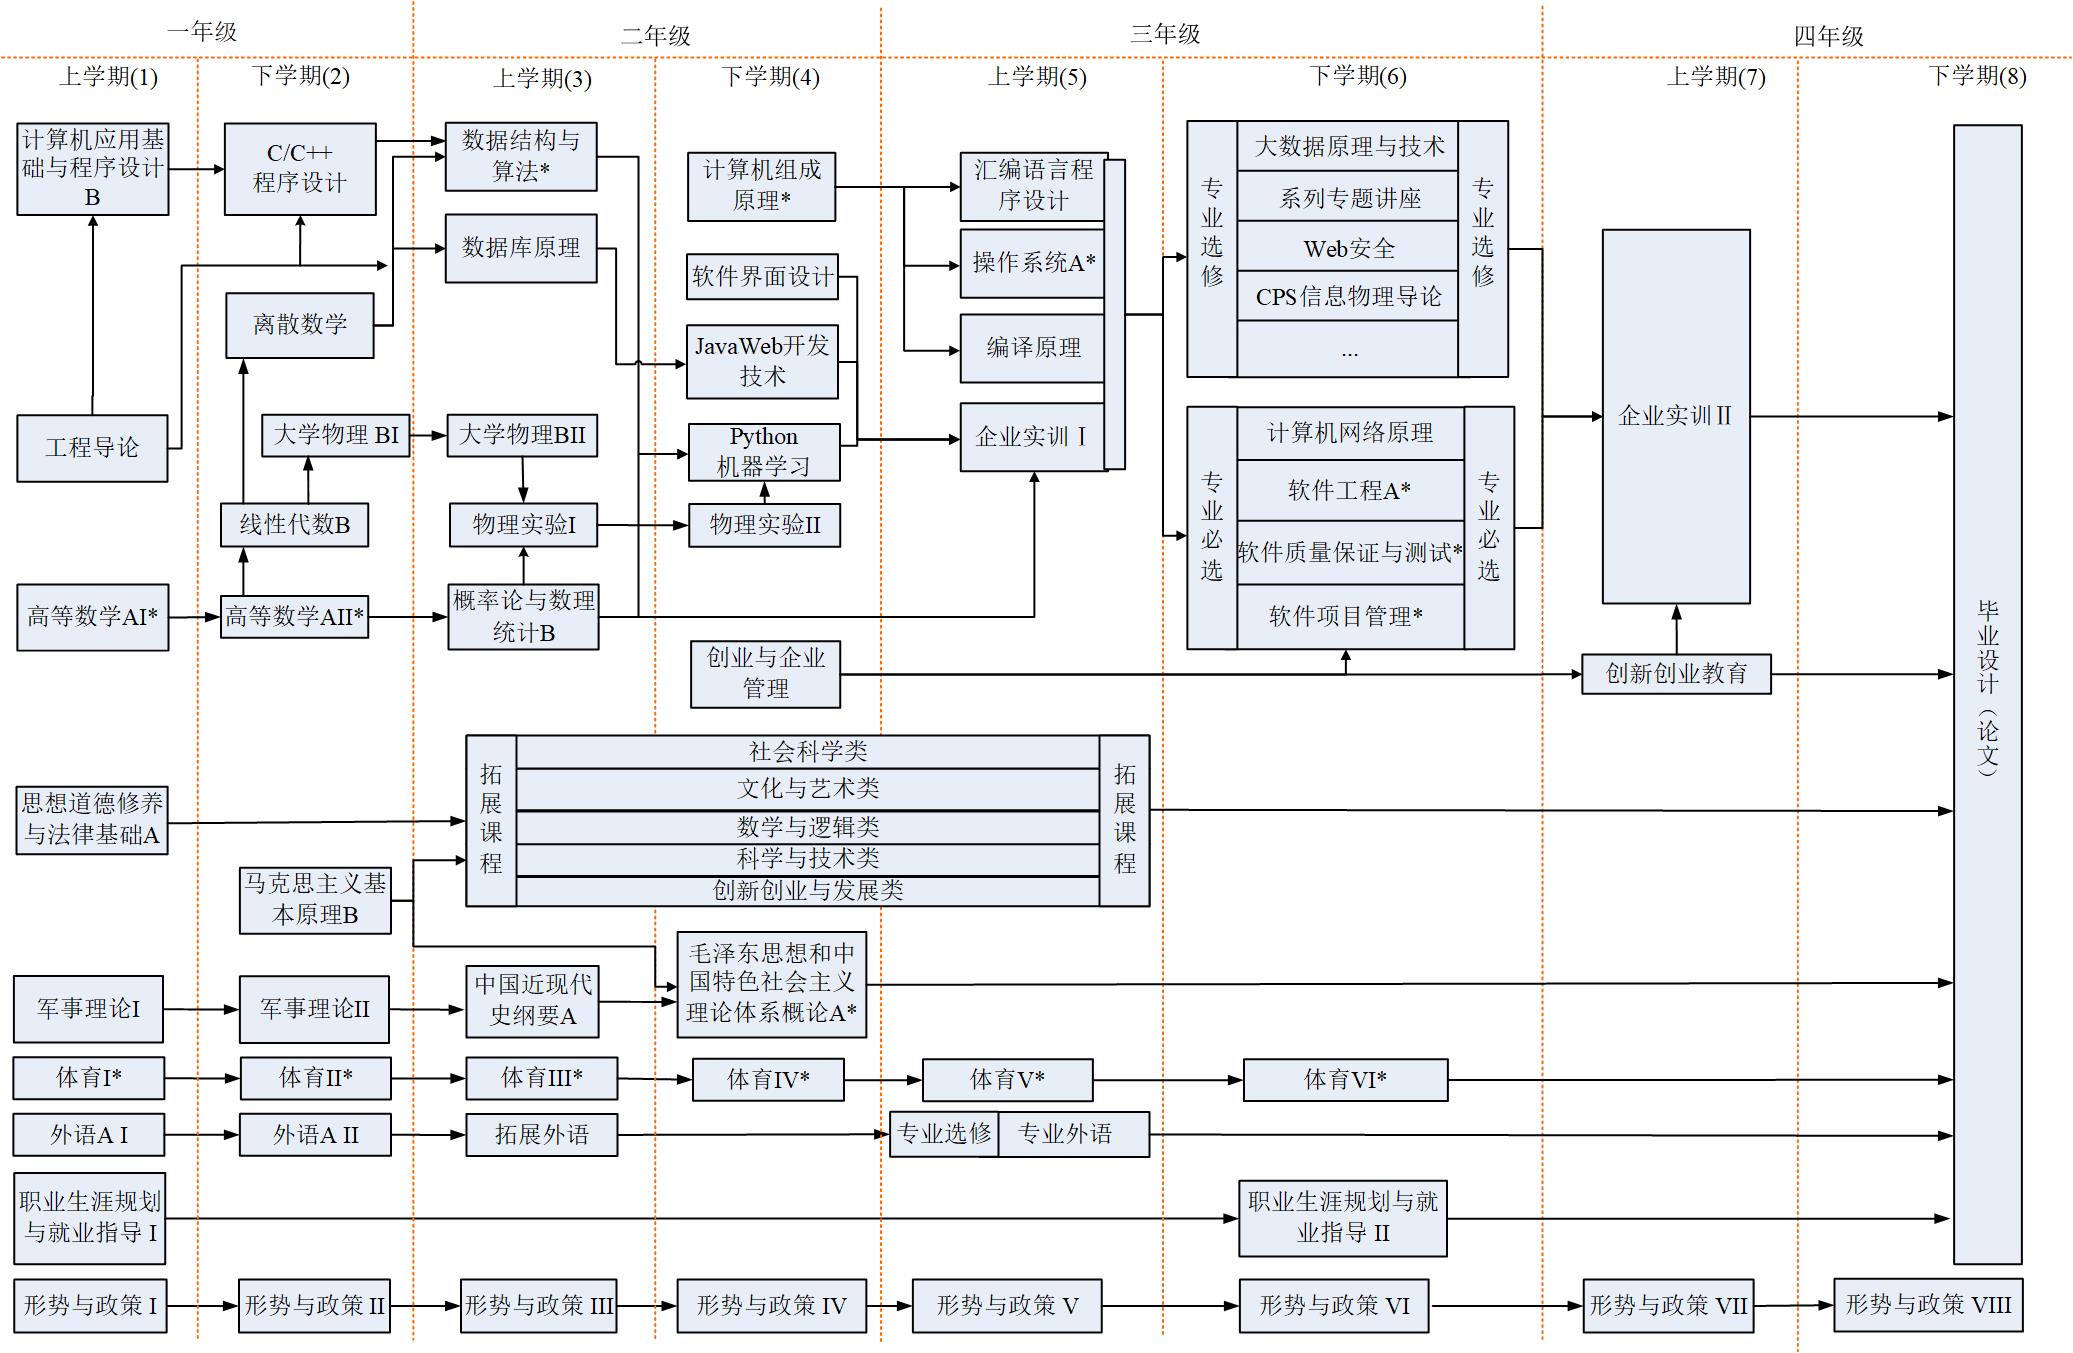 一年级
二年级
三年级
四年级
上学期(1)
下学期(2)
上学期(3)
下学期(4)
上学期(5)
下学期(6)
上学期(7)
下学期(8)
计算机应用基
础与程序设计
B
C/C++
程序设计
数据结构与
算法*
数据库原理
离散数学
工程导论
大学物理 BI
大学物理BII
线性代数B
物理实验I
物理实验II
高等数学AI*
高等数学AII*
概率论与数理
统计B
计算机组成
原理*
软件界面设计
JavaWeb开发
技术
Python
机器学习
创业与企业
管理
汇编语言程
序设计
操作系统A*
编译原理
企业实训 I
专
业
选
修
大数据原理与技术
系列专题讲座
Web安全
CPS信息物理导论
...
专
业
选
修
专
业
必
选
计算机网络原理
软件工程A*
软件质量保证与测试*
软件项目管理*
专
业
必
选
企业实训 II
创新创业教育
毕
业
设
计
（
论
文
）
思想道德修养
与法律基础A
马克思主义基
本原理B
拓
展
课
程
社会科学类
文化与艺术类
数学与逻辑类
科学与技术类
创新创业与发展类
拓
展
课
程
军事理论I
军事理论II
中国近现代
史纲要A
毛泽东思想和中
国特色社会主义
理论体系概论A*
体育I*
体育II*
体育III*
体育IV*
体育V*
体育VI*
外语A I
外语A II
拓展外语
专业选修
专业外语
职业生涯规划
与就业指导 I
职业生涯规划与就
业指导 II
形势与政策 I
形势与政策 II
形势与政策 III
形势与政策 IV
形势与政策 V
形势与政策 VI
形势与政策 VII
形势与政策 VIII